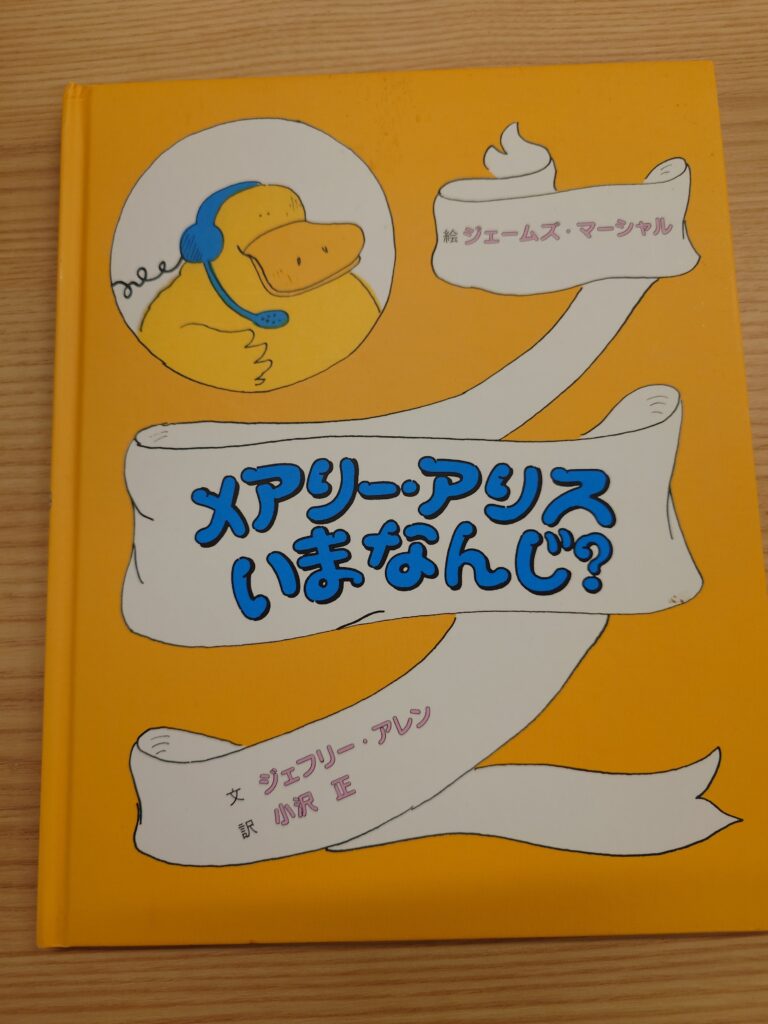 絵 ジェームズ・マーシャル
メアリー・アリス
いまなんじ?
文 ジェフリー・アレン
訳 小沢 正